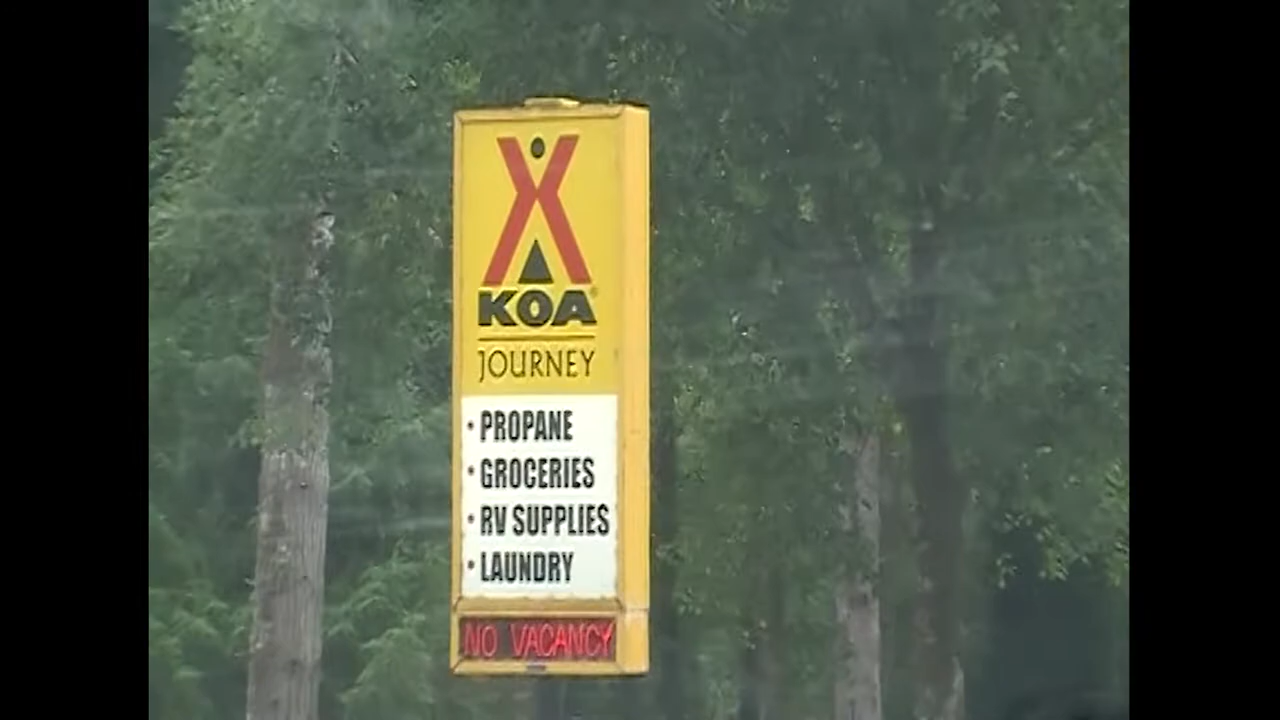 KOA®
JOURNEY
• PROPANE
• GROCERIES
• RV SUPPLIES
• LAUNDRY
NO VACANCY